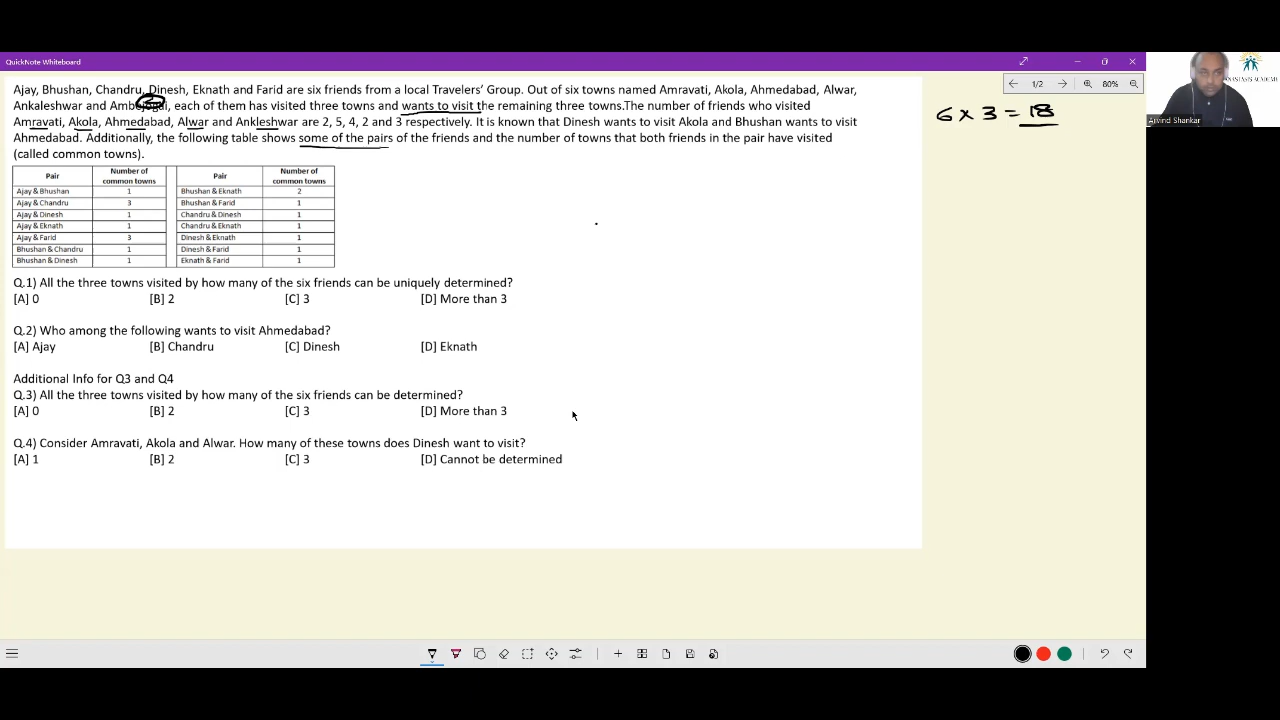 QuickNote Whiteboard
Ajay, Bhushan, Chandru, Dinesh, Eknath and Farid are six friends from a local Travelers' Group. Out of six towns named Amravati, Akola, Ahmedabad, Alwar,
Ankaleshwar and Ambejogai, each of them has visited three towns and wants to visit the remaining three towns.The number of friends who visited
Amravati, Akola, Ahmedabad, Alwar and Ankleshwar are 2, 5, 4, 2 and 3 respectively. It is known that Dinesh wants to visit Akola and Bhushan wants to visit
Ahmedabad. Additionally, the following table shows some of the pairs of the friends and the number of towns that both friends in the pair have visited
(called common towns).
Pair Number of common towns Pair Number of common towns
Ajay & Bhushan 1 Bhushan & Eknath 2
Ajay & Chandru 3 Bhushan & Farid 1
Ajay & Dinesh 1 Chandru & Dinesh 1
Ajay & Eknath 1 Chandru & Eknath 1
Ajay & Farid 3 Dinesh & Eknath 1
Bhushan & Chandru 1 Dinesh & Farid 1
Bhushan & Dinesh 1 Eknath & Farid 1
Q.1) All the three towns visited by how many of the six friends can be uniquely determined?
[A] 0 [B] 2 [C] 3 [D] More than 3
Q.2) Who among the following wants to visit Ahmedabad?
[A] Ajay [B] Chandru [C] Dinesh [D] Eknath
Additional Info for Q3 and Q4
Q.3) All the three towns visited by how many of the six friends can be determined?
[A] 0 [B] 2 [C] 3 [D] More than 3
Q.4) Consider Amravati, Akola and Alwar. How many of these towns does Dinesh want to visit?
[A] 1 [B] 2 [C] 3 [D] Cannot be determined
1/2 80%
6 x 3 = 18
Arvind Shankar